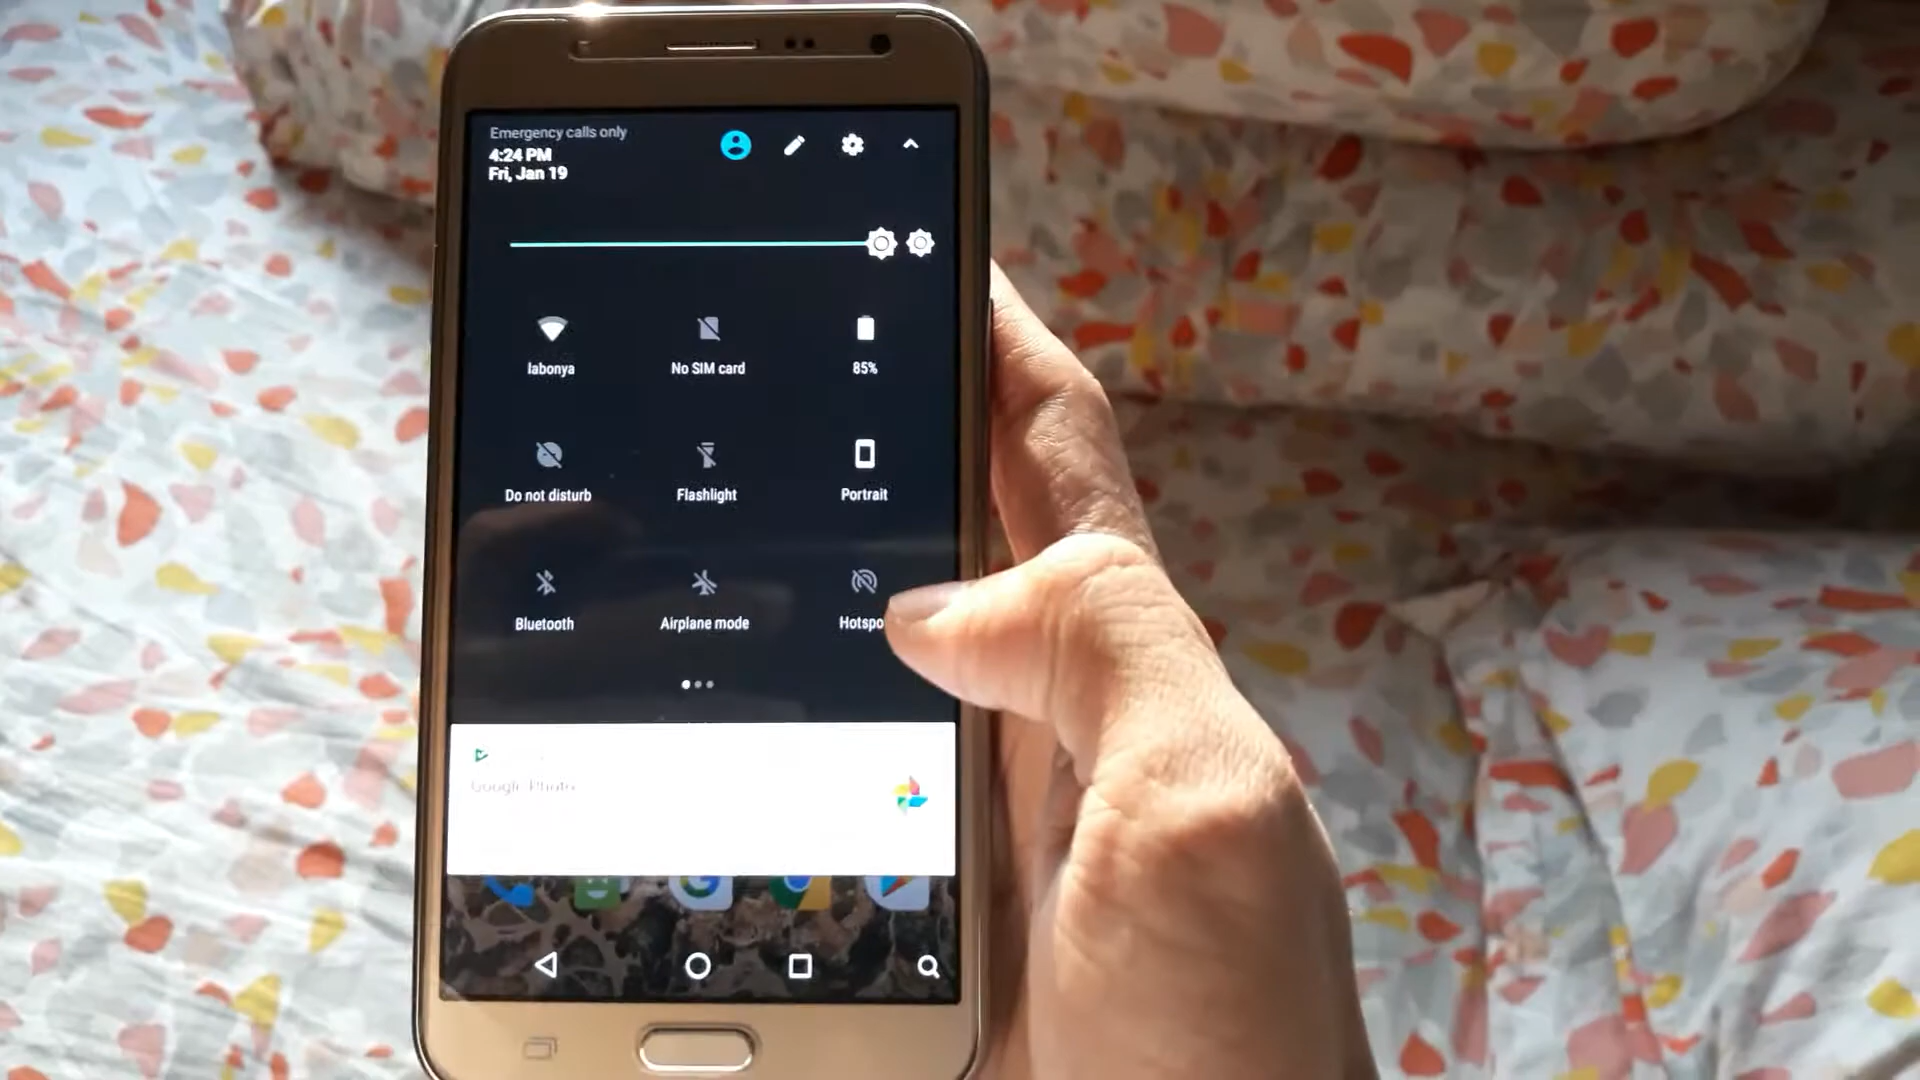 Emergency calls only
4:24 PM
Fri, Jan 19
labonya
No SIM card
85%
Do not disturb
Flashlight
Portrait
Bluetooth
Airplane mode
Hotspo
Google Photo